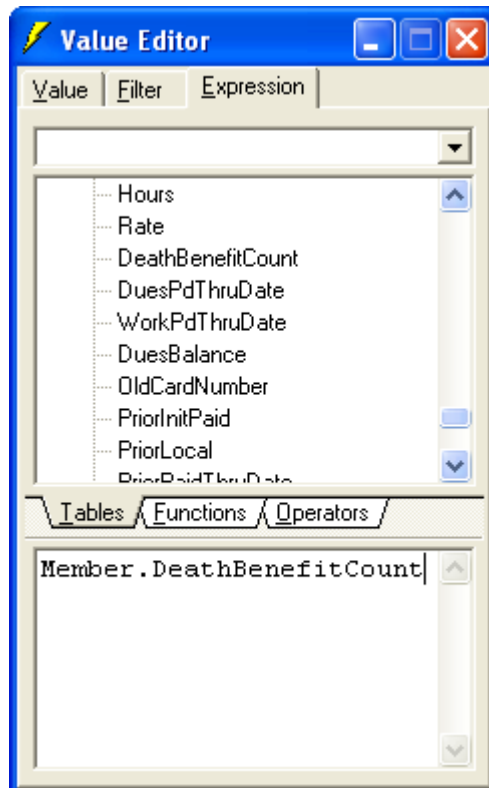 Value Editor
Value Filter Expression
Hours
Rate
DeathBenefitCount
DuesPdThruDate
WorkPdThruDate
DuesBalance
OldCardNumber
PriorInitPaid
PriorLocal
PriorPaidThruDate
Tables Functions Operators
Member.DeathBenefitCount